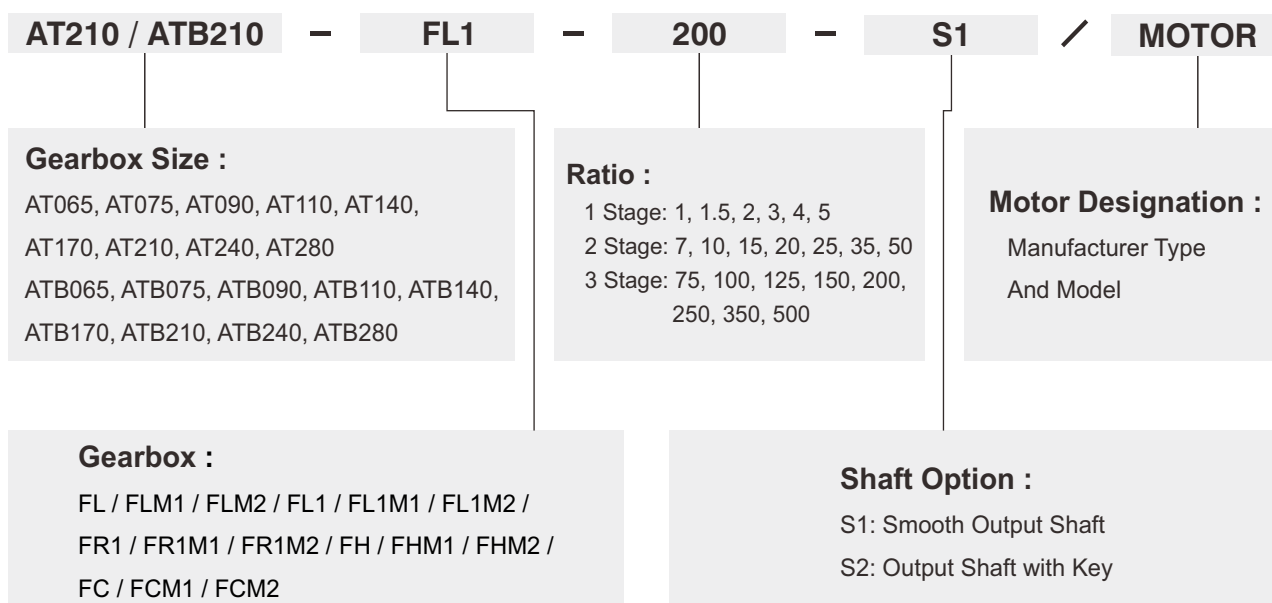 AT210 / ATB210 – FL1 - 200 - S1 / MOTOR
Gearbox Size :
AT065, AT075, AT090, AT110, AT140,
AT170, AT210, AT240, AT280
ATB065, ATB075, ATB090, ATB110, ATB140,
ATB170, ATB210, ATB240, ATB280
Ratio :
1 Stage: 1, 1.5, 2, 3, 4, 5
2 Stage: 7, 10, 15, 20, 25, 35, 50
3 Stage: 75, 100, 125, 150, 200,
250, 350, 500
Motor Designation :
Manufacturer Type
And Model
Gearbox :
FL / FLM1 / FLM2 / FL1 / FL1M1 / FL1M2 /
FR1 / FR1M1 / FR1M2 / FH / FHM1 / FHM2 /
FC / FCM1 / FCM2
Shaft Option :
S1: Smooth Output Shaft
S2: Output Shaft with Key